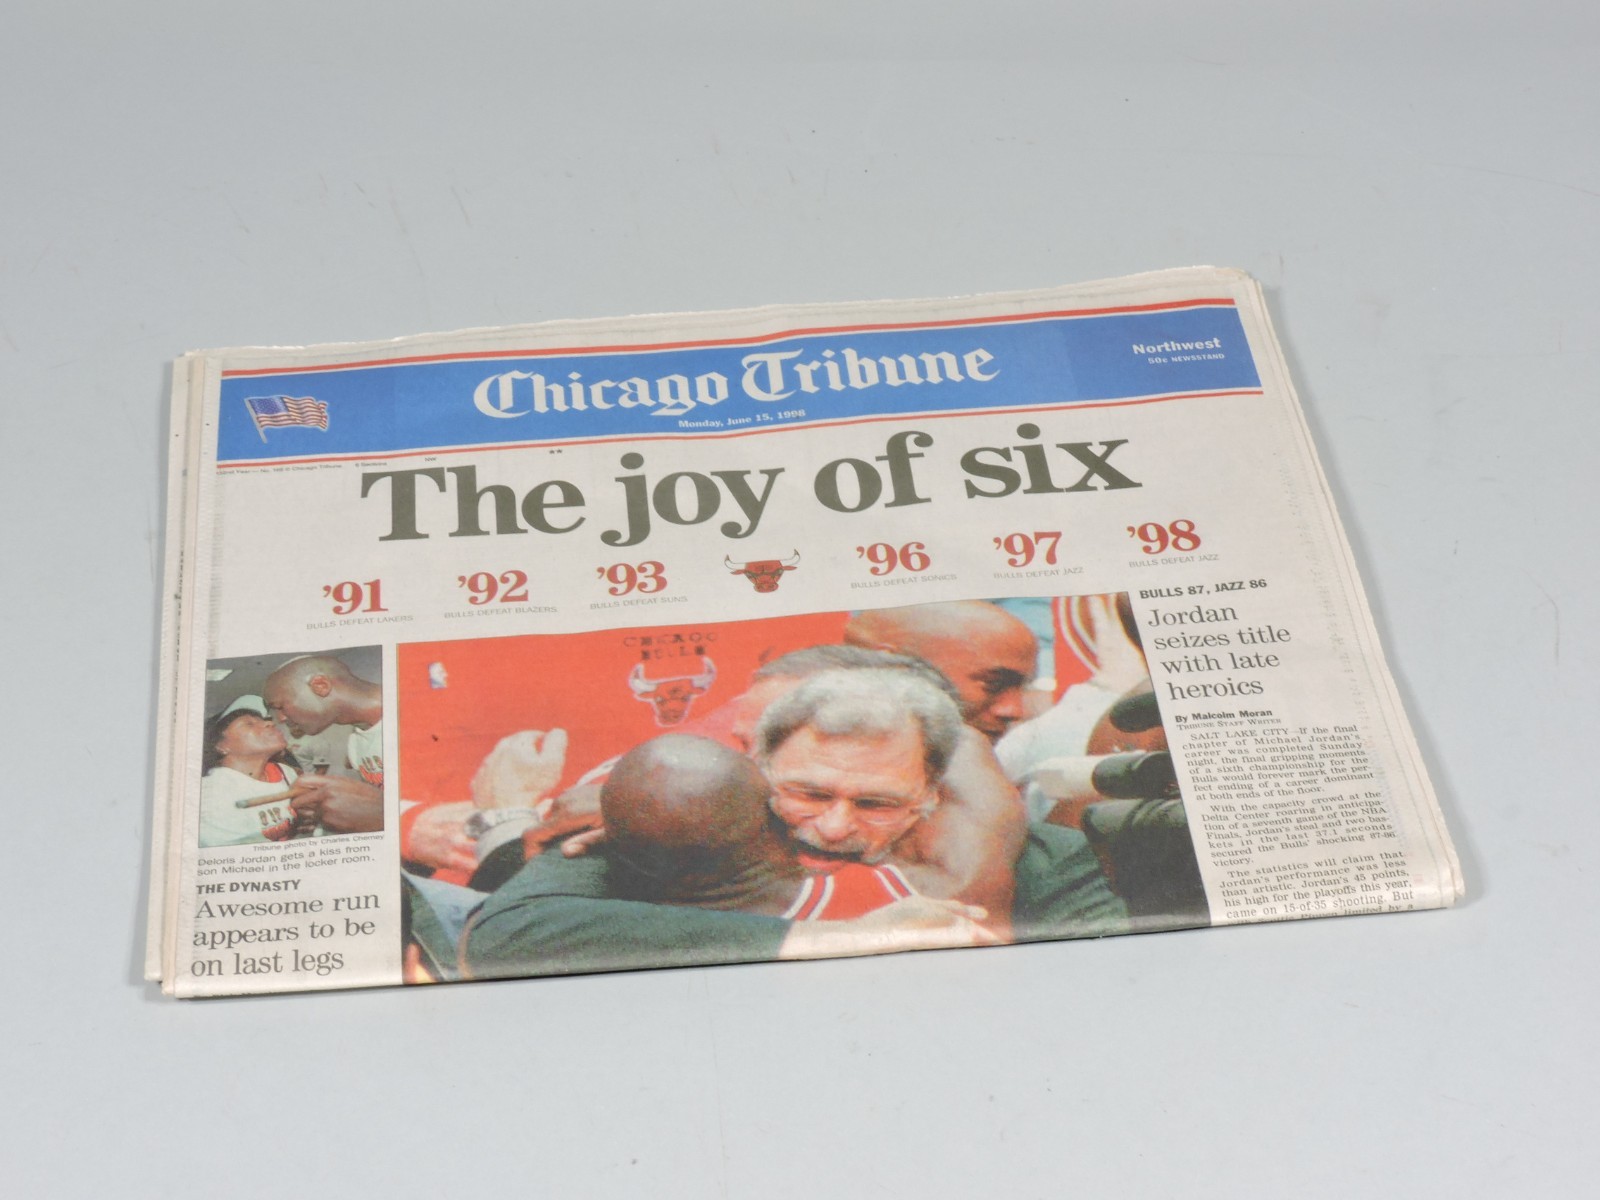 Chicago Tribune
Northwest
50¢ NEWSSTAND
Monday, June 15, 1998
© Chicago Tribune
The joy of six
'91
BULLS DEFEAT LAKERS
'92
BULLS DEFEAT BLAZERS
'93
BULLS DEFEAT SUNS
'96
BULLS DEFEAT SONICS
'97
BULLS DEFEAT JAZZ
'98
BULLS DEFEAT JAZZ
CHICAGO
BULLS
Tribune photo by Charles Cherney
Deloris Jordan gets a kiss from
son Michael in the locker room.
THE DYNASTY
Awesome run
appears to be
on last legs
BULLS 87, JAZZ 86
Jordan
seizes title
with late
heroics
By Malcolm Moran
TRIBUNE STAFF WRITER
SALT LAKE CITY—If the final
chapter of Michael Jordan's
career was completed Sunday
night, the final gripping moments
of a sixth championship for the
Bulls would forever mark the per-
fect ending of a career dominant
at both ends of the floor.
With the capacity crowd at the
Delta Center roaring in anticipa-
tion of a seventh game of the NBA
Finals, Jordan's steal and two bas-
kets in the last 37.1 seconds
secured the Bulls' shocking 87-86
victory.
The statistics will claim that
Jordan's performance was less
than artistic. Jordan's 45 points,
his high for the playoffs this year,
came on 15-of-35 shooting. But
limited by a